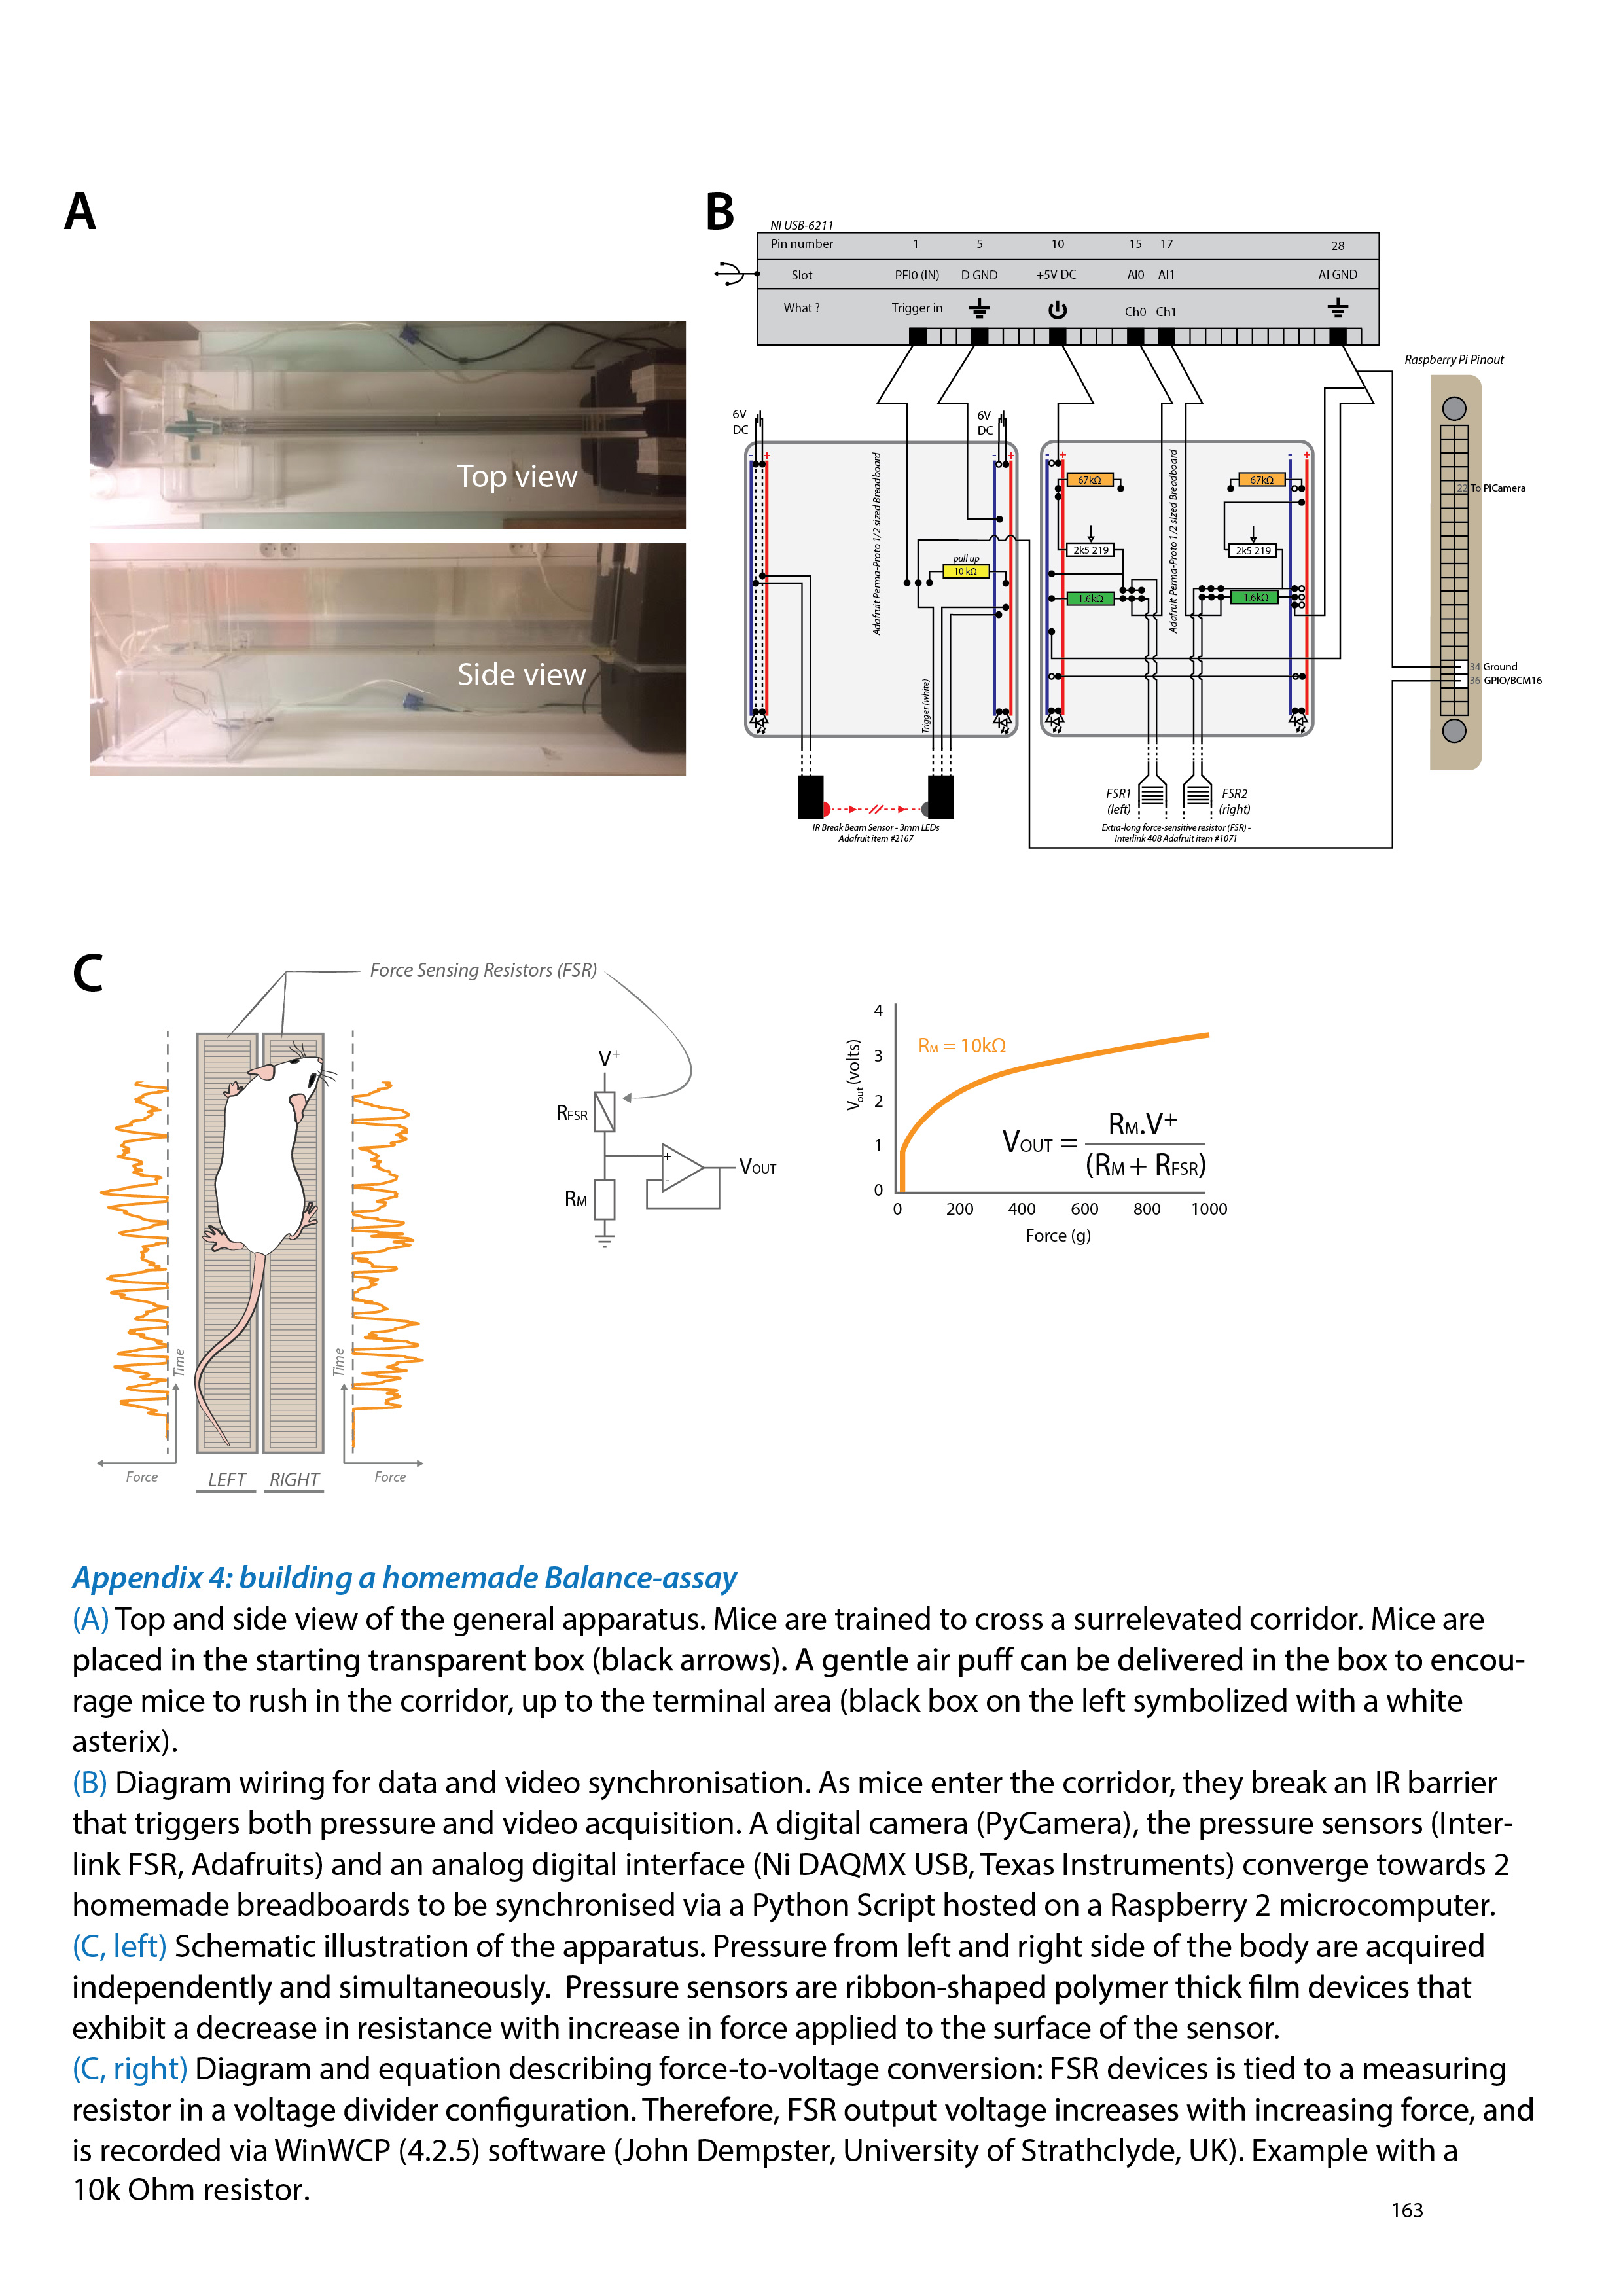 A
Top view
Side view
B
NI USB-6211
Pin number 1 5 10 15 17 28
Slot PFI0 (IN) D GND +5V DC AI0 AI1 AI GND
What ? Trigger in Ch0 Ch1
Raspberry Pi Pinout
6V
DC
6V
DC
- +
- +
- +
- +
Adafruit Perma-Proto 1/2 sized Breadboard
Adafruit Perma-Proto 1/2 sized Breadboard
67kΩ
67kΩ
22 To PiCamera
2k5 219
2k5 219
pull up
10 kΩ
1.6kΩ
1.6kΩ
Trigger (white)
34 Ground
36 GPIO/BCM16
FSR1
(left)
FSR2
(right)
IR Break Beam Sensor - 3mm LEDs
Adafruit item #2167
Extra-long force-sensitive resistor (FSR) -
Interlink 408 Adafruit item #1071
C
Force Sensing Resistors (FSR)
Time
Time
Force
Force
LEFT
RIGHT
V+
RFSR
RM
+
-
VOUT
Vout (volts)
4
3
2
1
0
RM = 10kΩ
VOUT = RM.V+
(RM + RFSR)
0 200 400 600 800 1000
Force (g)
Appendix 4: building a homemade Balance-assay
(A) Top and side view of the general apparatus. Mice are trained to cross a surrelevated corridor. Mice are
placed in the starting transparent box (black arrows). A gentle air puff can be delivered in the box to encou-
rage mice to rush in the corridor, up to the terminal area (black box on the left symbolized with a white
asterix).
(B) Diagram wiring for data and video synchronisation. As mice enter the corridor, they break an IR barrier
that triggers both pressure and video acquisition. A digital camera (PyCamera), the pressure sensors (Inter-
link FSR, Adafruits) and an analog digital interface (Ni DAQMX USB, Texas Instruments) converge towards 2
homemade breadboards to be synchronised via a Python Script hosted on a Raspberry 2 microcomputer.
(C, left) Schematic illustration of the apparatus. Pressure from left and right side of the body are acquired
independently and simultaneously. Pressure sensors are ribbon-shaped polymer thick film devices that
exhibit a decrease in resistance with increase in force applied to the surface of the sensor.
(C, right) Diagram and equation describing force-to-voltage conversion: FSR devices is tied to a measuring
resistor in a voltage divider configuration. Therefore, FSR output voltage increases with increasing force, and
is recorded via WinWCP (4.2.5) software (John Dempster, University of Strathclyde, UK). Example with a
10k Ohm resistor.
163